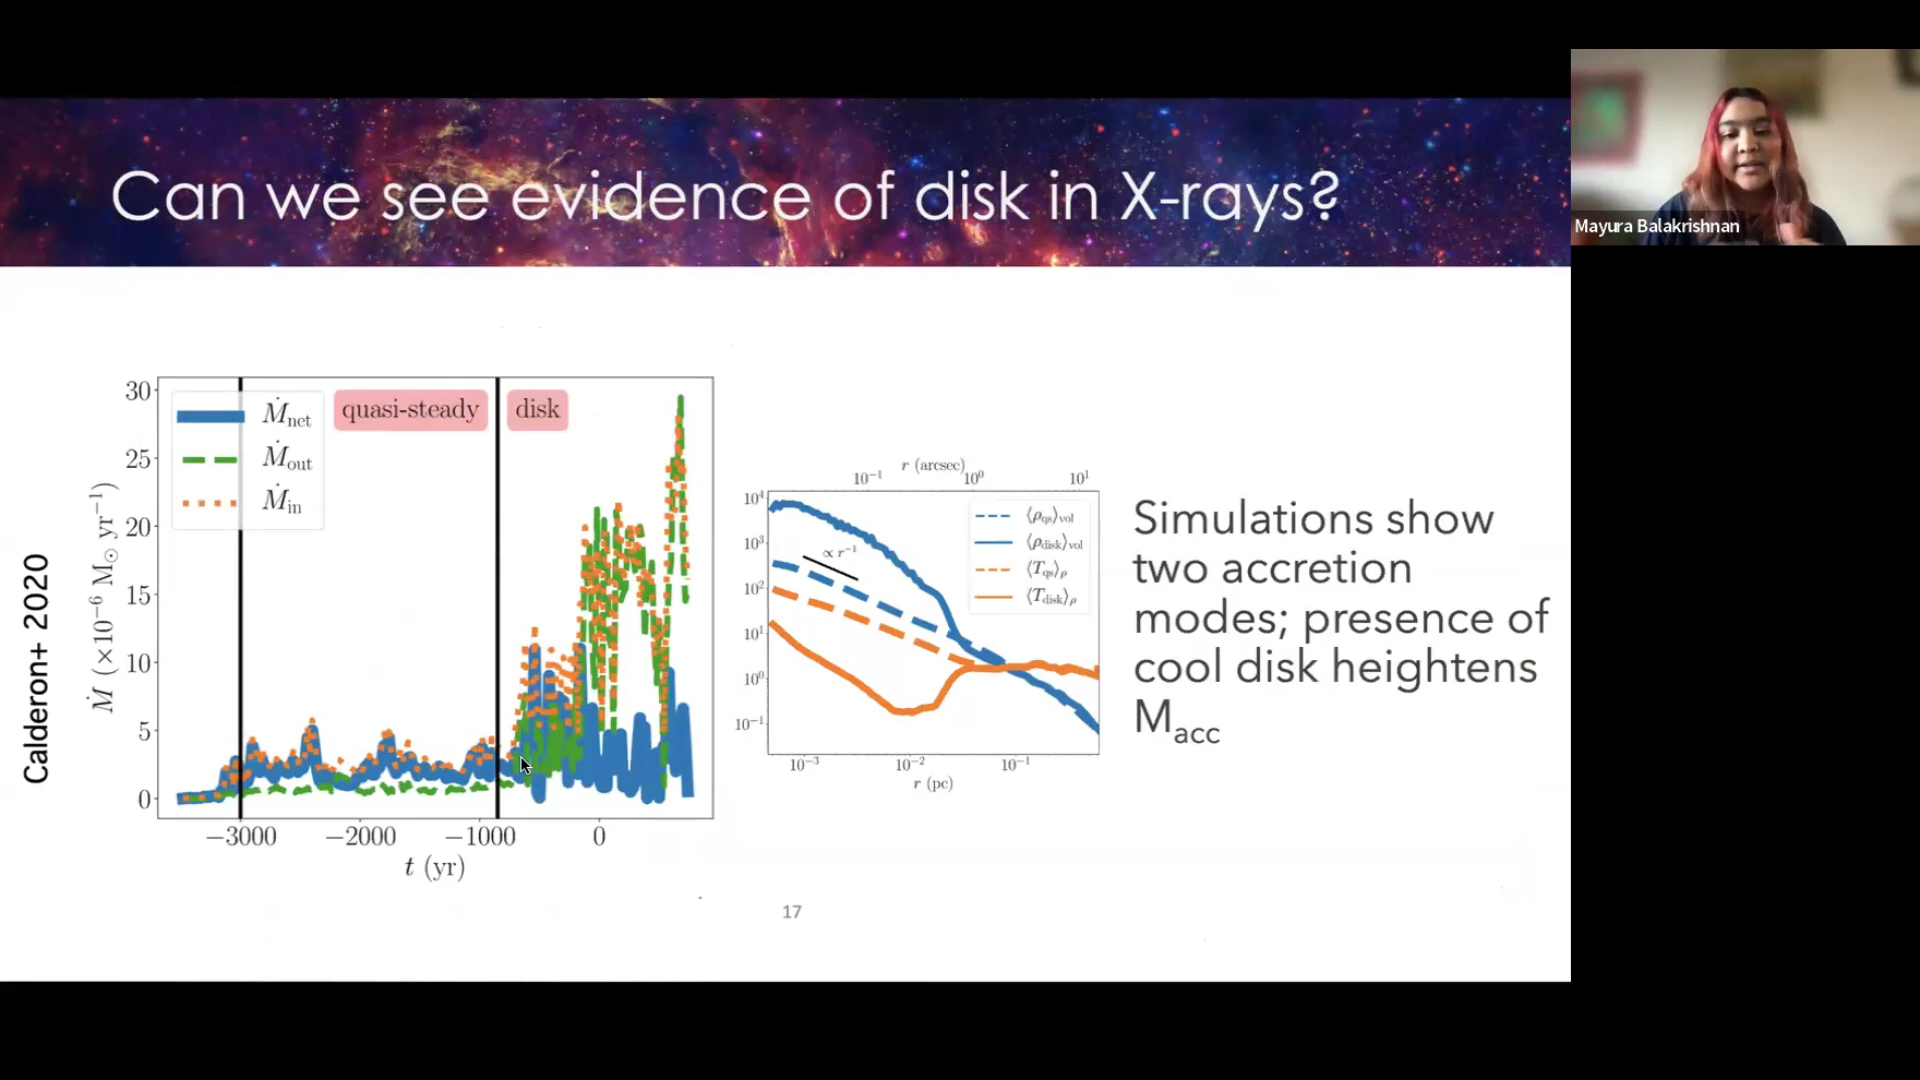 Can we see evidence of disk in X-rays?
Mayura Balakrishnan
Calderon+ 2020
Ṁ (×10⁻⁶ M⊙ yr⁻¹)
30
25
20
15
10
5
0
Ṁnet
Ṁout
Ṁin
quasi-steady
disk
−3000 −2000 −1000 0
t (yr)
r (arcsec)
10⁻¹ 10⁰ 10¹
10⁴
10³
10²
10¹
10⁰
10⁻¹
∝ r⁻¹
⟨ρqs⟩vol
⟨ρdisk⟩vol
⟨Tqs⟩ρ
⟨Tdisk⟩ρ
10⁻³ 10⁻² 10⁻¹
r (pc)
Simulations show
two accretion
modes; presence of
cool disk heightens
Macc
17